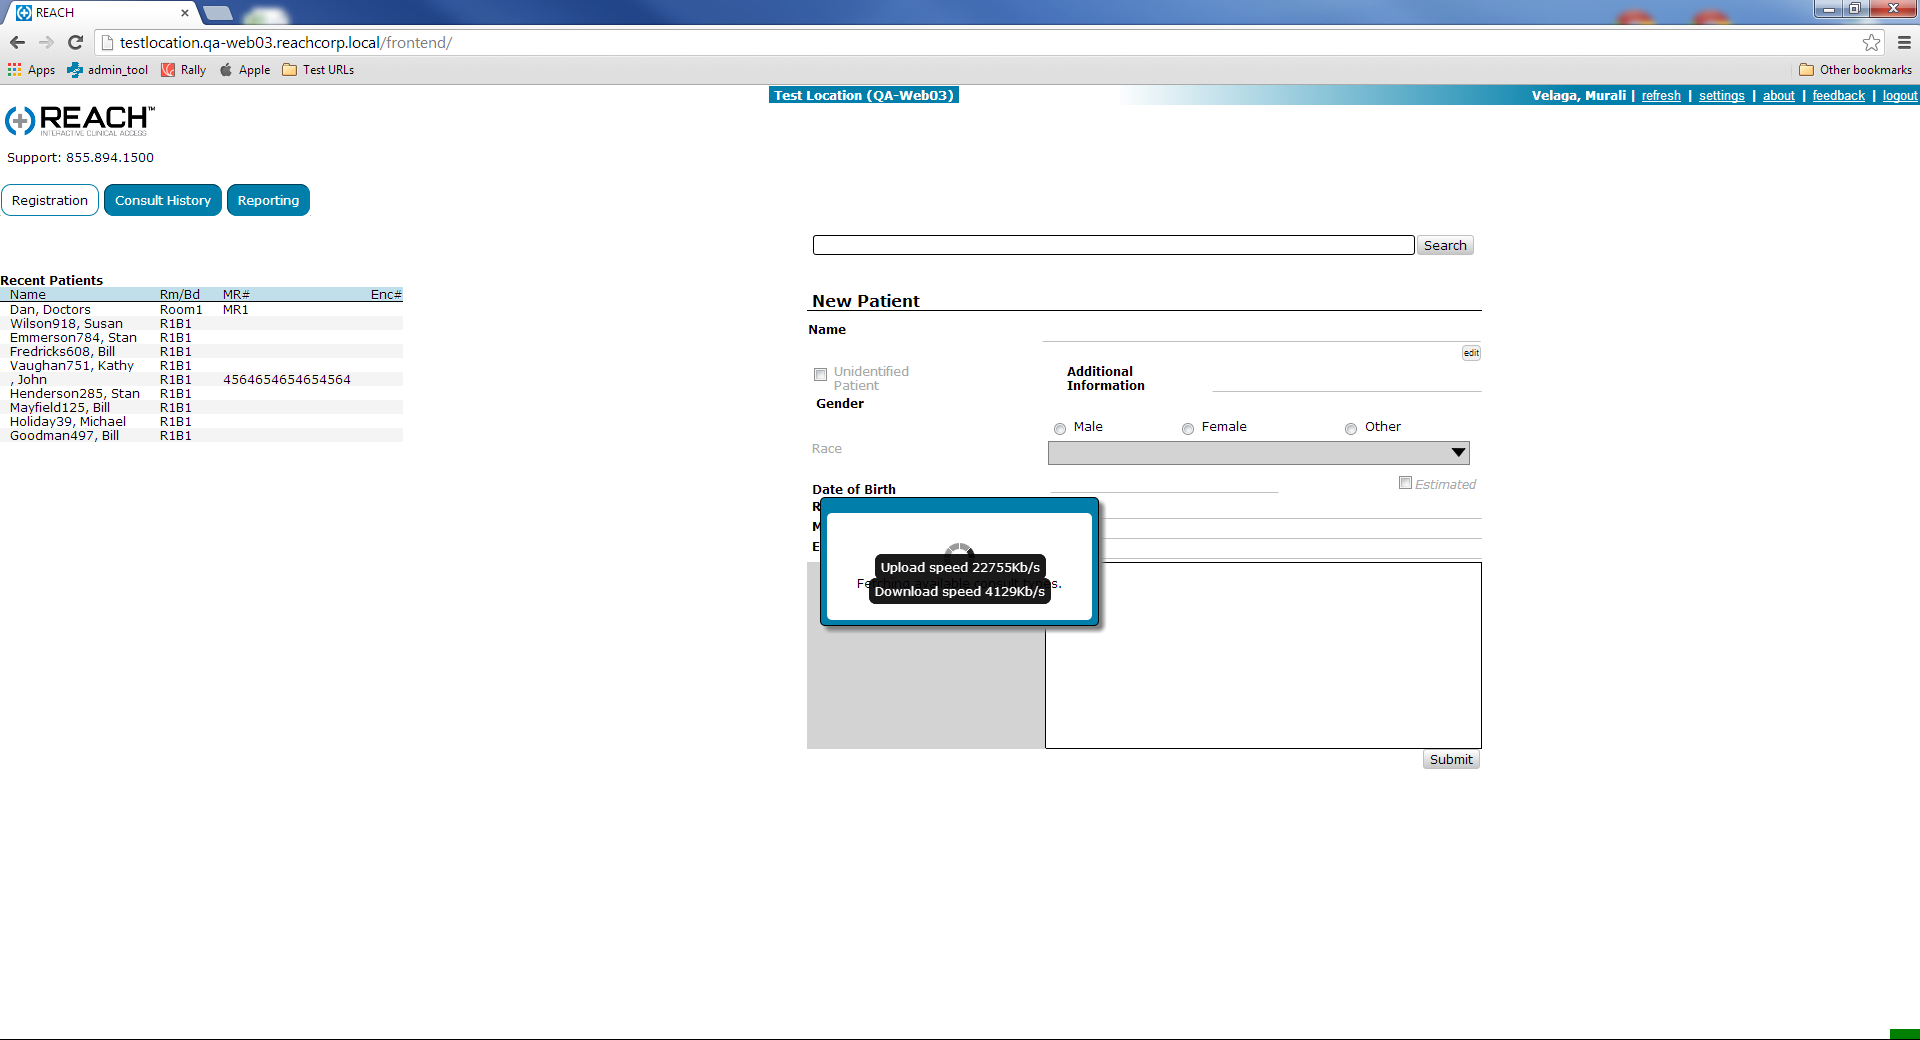 REACH
testlocation.qa-web03.reachcorp.local/frontend/
Apps admin_tool Rally Apple Test URLs Other bookmarks
Test Location (QA-Web03) Velaga, Murali | refresh | settings | about | feedback | logout
REACH™
INTERACTIVE CLINICAL ACCESS
Support: 855.894.1500
Registration Consult History Reporting
Search
Recent Patients
Name Rm/Bd MR# Enc#
Dan, Doctors Room1 MR1
Wilson918, Susan R1B1
Emmerson784, Stan R1B1
Fredricks608, Bill R1B1
Vaughan751, Kathy R1B1
, John R1B1 4564654654654564
Henderson285, Stan R1B1
Mayfield125, Bill R1B1
Holiday39, Michael R1B1
Goodman497, Bill R1B1
New Patient
Name
edit
Unidentified
Patient
Additional
Information
Gender
Male Female Other
Race
Date of Birth
Estimated
R
M
E
Upload speed 22755Kb/s
Download speed 4129Kb/s
Submit